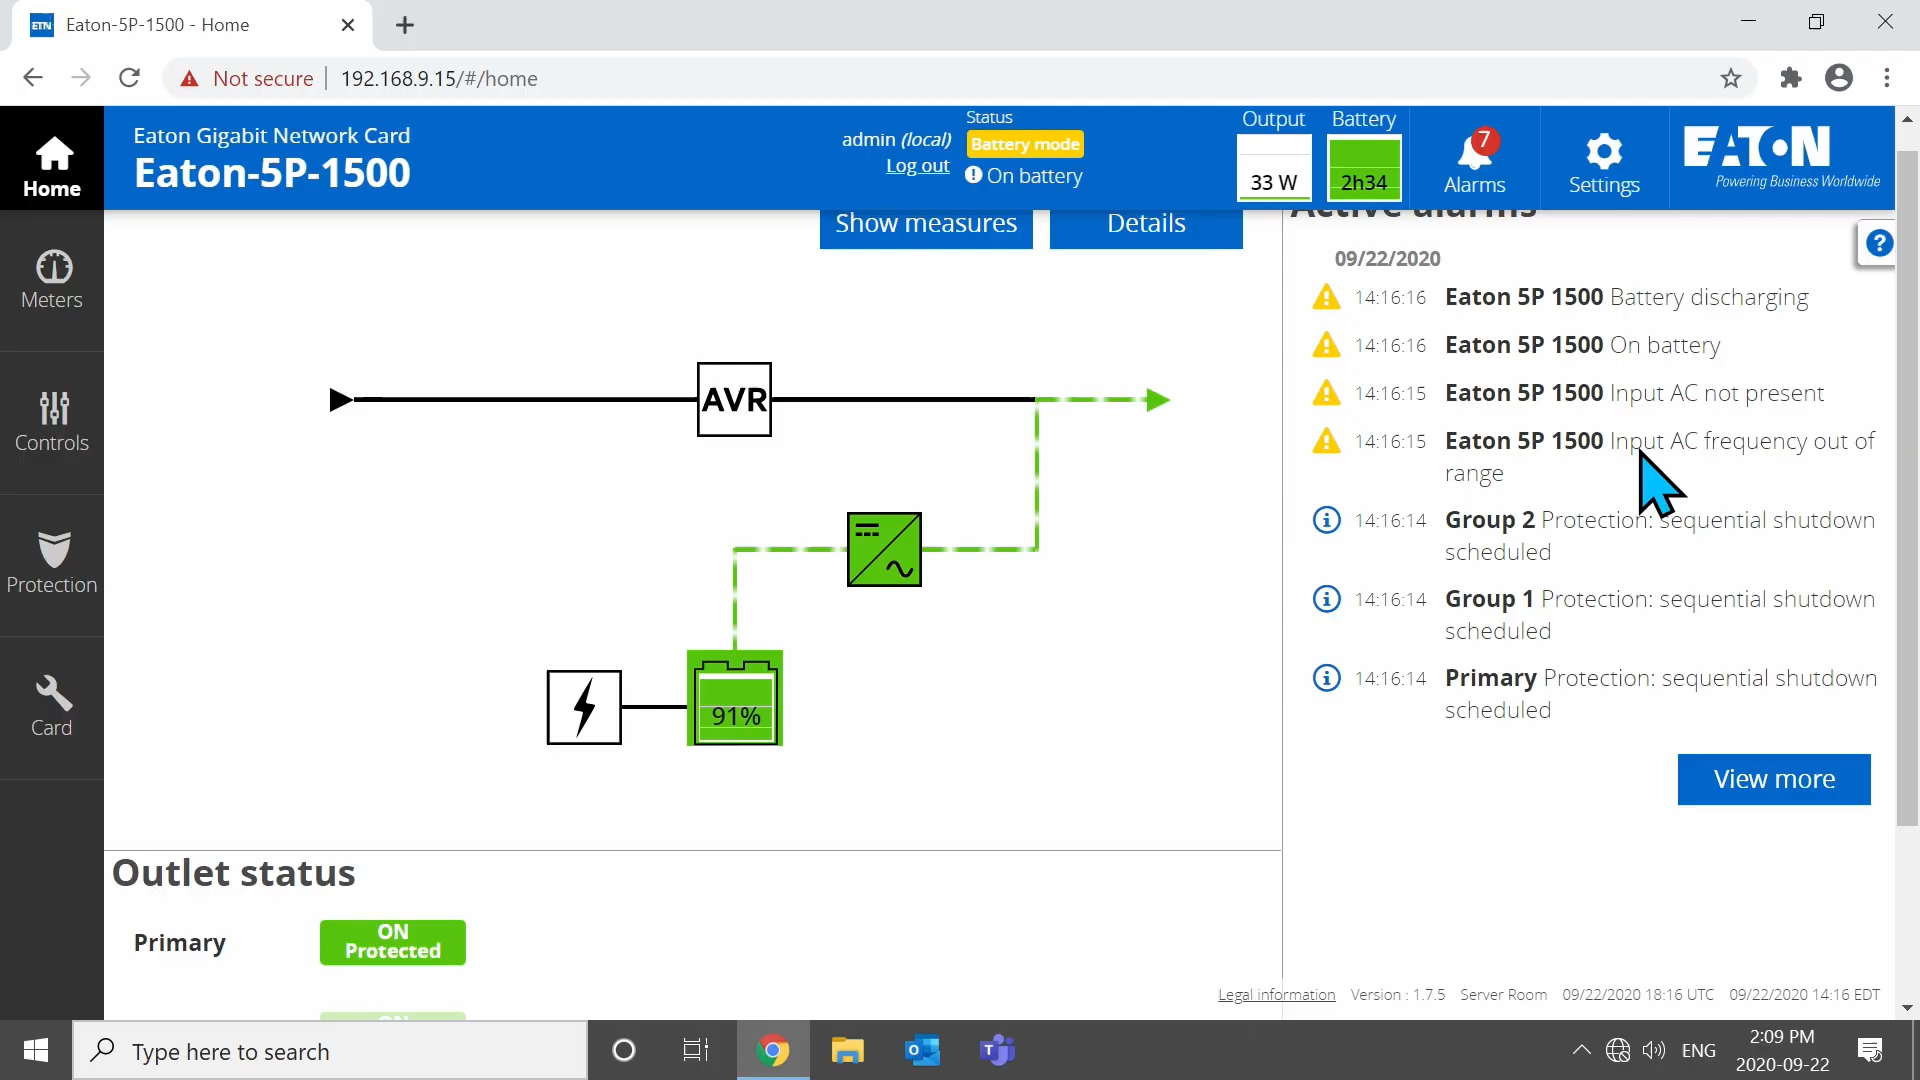 ETN Eaton-5P-1500 - Home
Not secure 192.168.9.15/#/home
Eaton Gigabit Network Card
Eaton-5P-1500
admin (local)
Log out
Status
Battery mode
On battery
Output
33 W
Battery
2h34
7
Alarms
Settings
EATON
Powering Business Worldwide
Home
Meters
Controls
Protection
Card
Show measures
Details
AVR
91%
Active alarms
09/22/2020
14:16:16 Eaton 5P 1500 Battery discharging
14:16:16 Eaton 5P 1500 On battery
14:16:15 Eaton 5P 1500 Input AC not present
14:16:15 Eaton 5P 1500 Input AC frequency out of
range
14:16:14 Group 2 Protection: sequential shutdown
scheduled
14:16:14 Group 1 Protection: sequential shutdown
scheduled
14:16:14 Primary Protection: sequential shutdown
scheduled
View more
Outlet status
Primary
ON
Protected
ON
Legal information Version : 1.7.5 Server Room 09/22/2020 18:16 UTC 09/22/2020 14:16 EDT
Type here to search
ENG
2:09 PM
2020-09-22